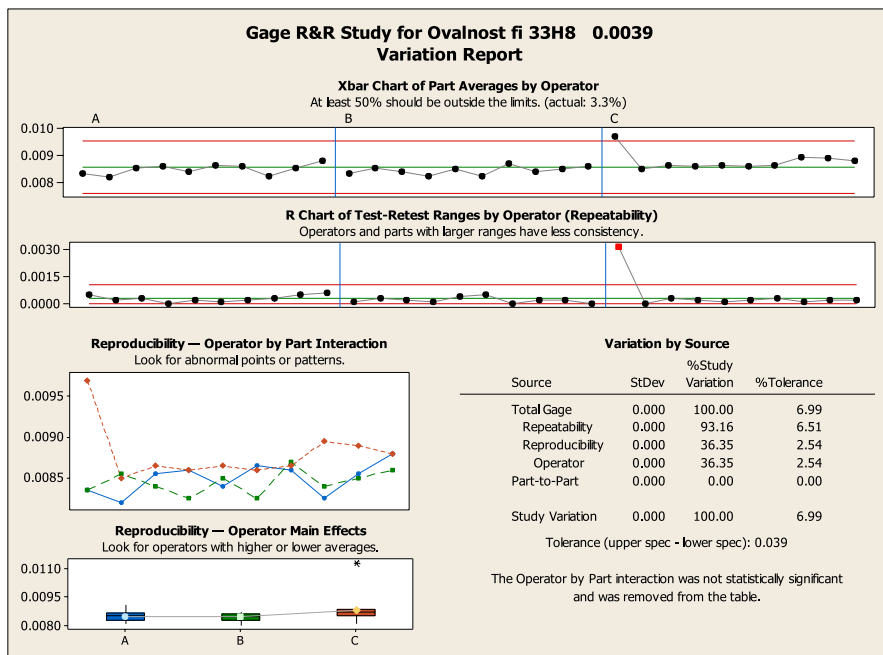 Gage R&R Study for Ovalnost fi 33H8 0.0039
Variation Report
Xbar Chart of Part Averages by Operator
At least 50% should be outside the limits. (actual: 3.3%)
A B C
0.010
0.009
0.008
R Chart of Test-Retest Ranges by Operator (Repeatability)
Operators and parts with larger ranges have less consistency.
0.0030
0.0015
0.0000
Reproducibility — Operator by Part Interaction
Look for abnormal points or patterns.
0.0095
0.0090
0.0085
Reproducibility — Operator Main Effects
Look for operators with higher or lower averages.
0.0110
0.0095
0.0080
A B C
Variation by Source
%Study
Source StDev Variation %Tolerance
Total Gage 0.000 100.00 6.99
Repeatability 0.000 93.16 6.51
Reproducibility 0.000 36.35 2.54
Operator 0.000 36.35 2.54
Part-to-Part 0.000 0.00 0.00
Study Variation 0.000 100.00 6.99
Tolerance (upper spec - lower spec): 0.039
The Operator by Part interaction was not statistically significant
and was removed from the table.